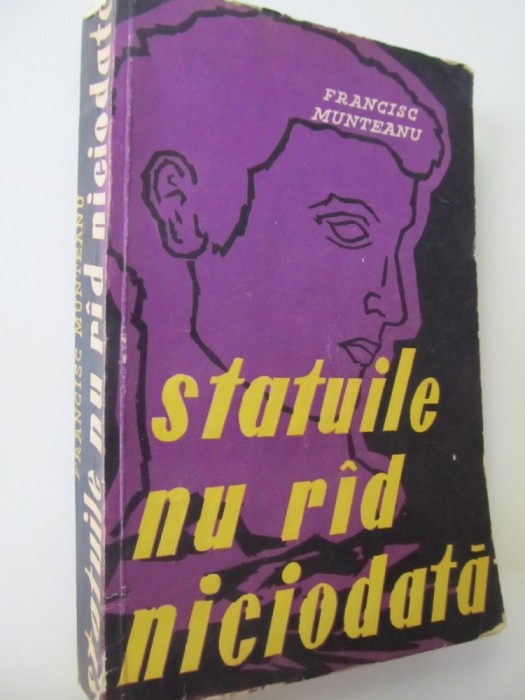 FRANCISC
MUNTEANU
statuile
nu rîd
niciodată
FRANCISC MUNTEANU
statuile nu rîd niciodată